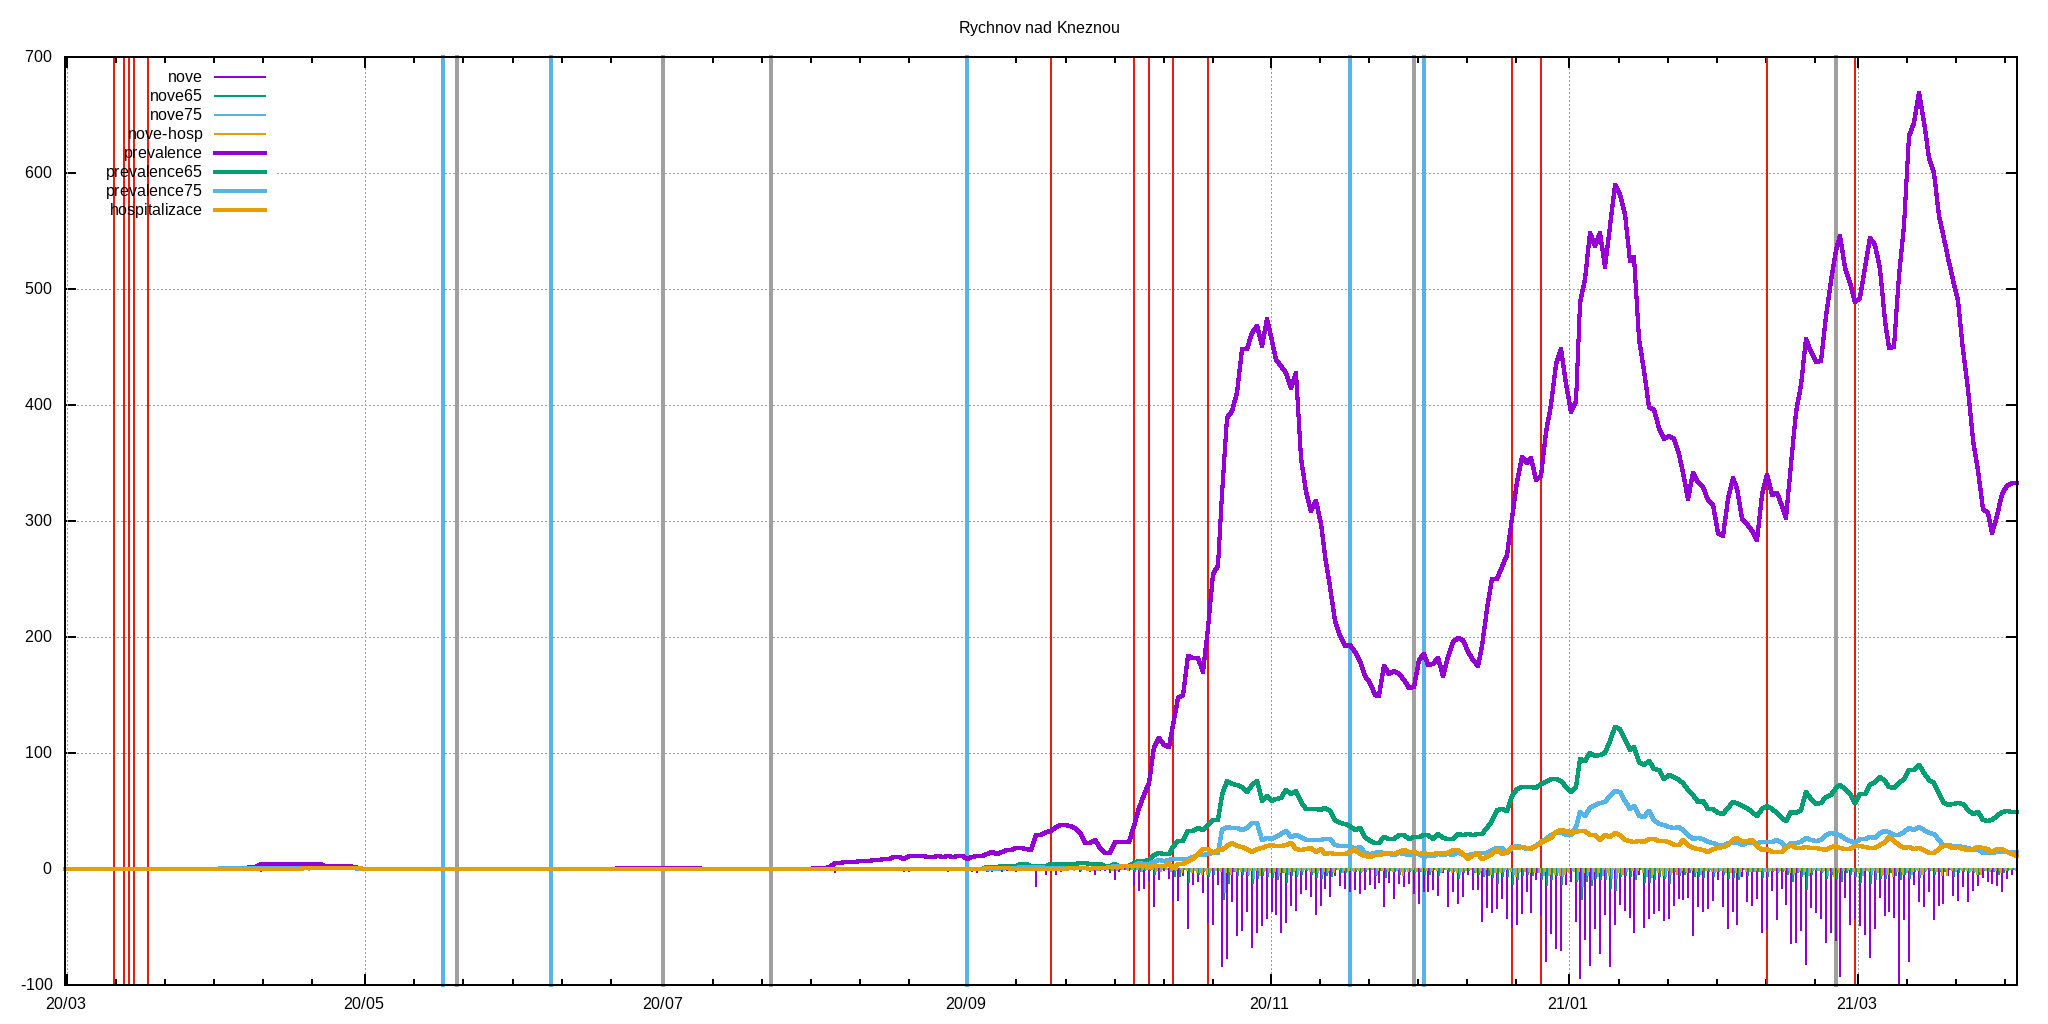 Rychnov nad Kneznou
700
600
500
400
300
200
100
0
-100
nove
nove65
nove75
nove-hosp
prevalence
prevalence65
prevalence75
hospitalizace
20/03 20/05 20/07 20/09 20/11 21/01 21/03